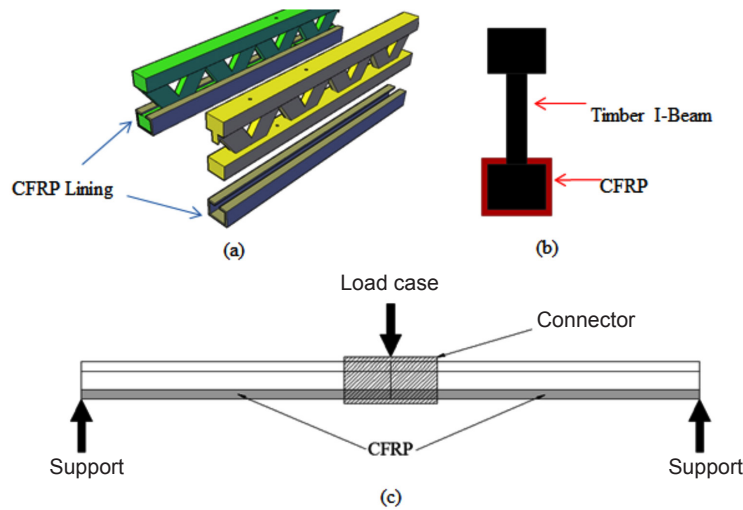 CFRP Lining
(a)
Timber I-Beam
CFRP
(b)
Load case
Connector
Support
CFRP
Support
(c)